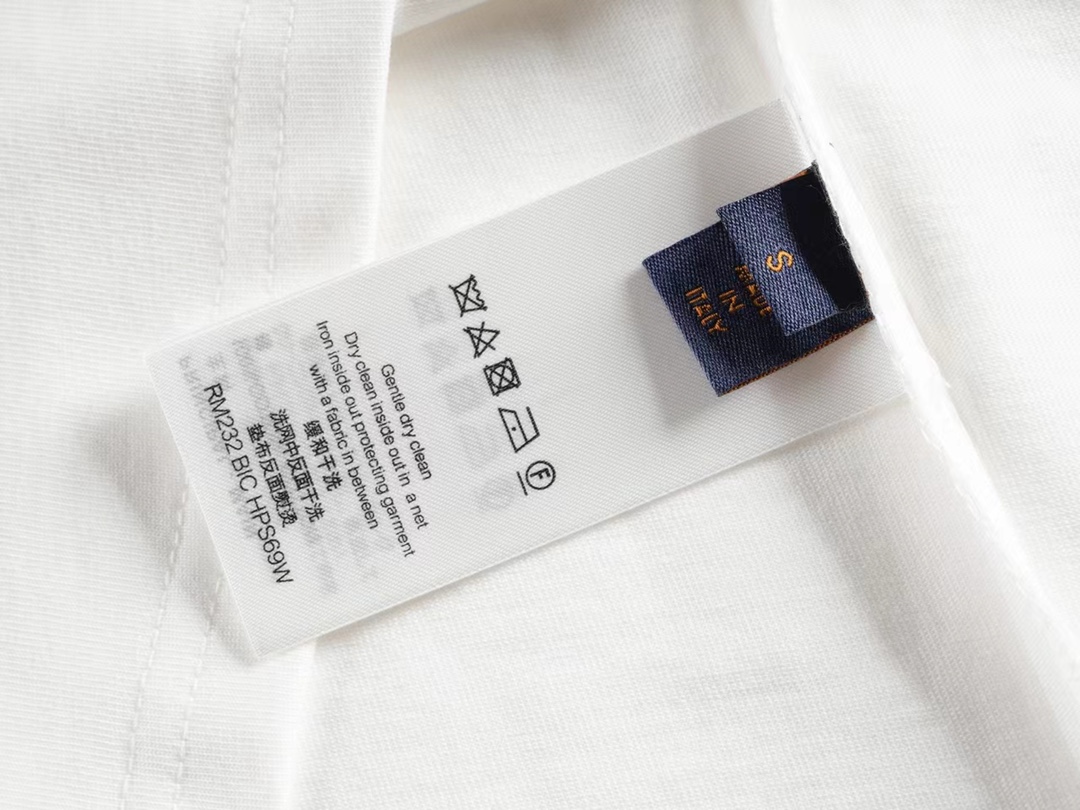 S
MADE
IN
ITALY
F
Gentle dry clean
Dry clean inside out in a net
Iron inside out protecting garment
with a fabric in between
缓和干洗
洗网中反面干洗
垫布反面熨烫
RM232 BIC HPS69W